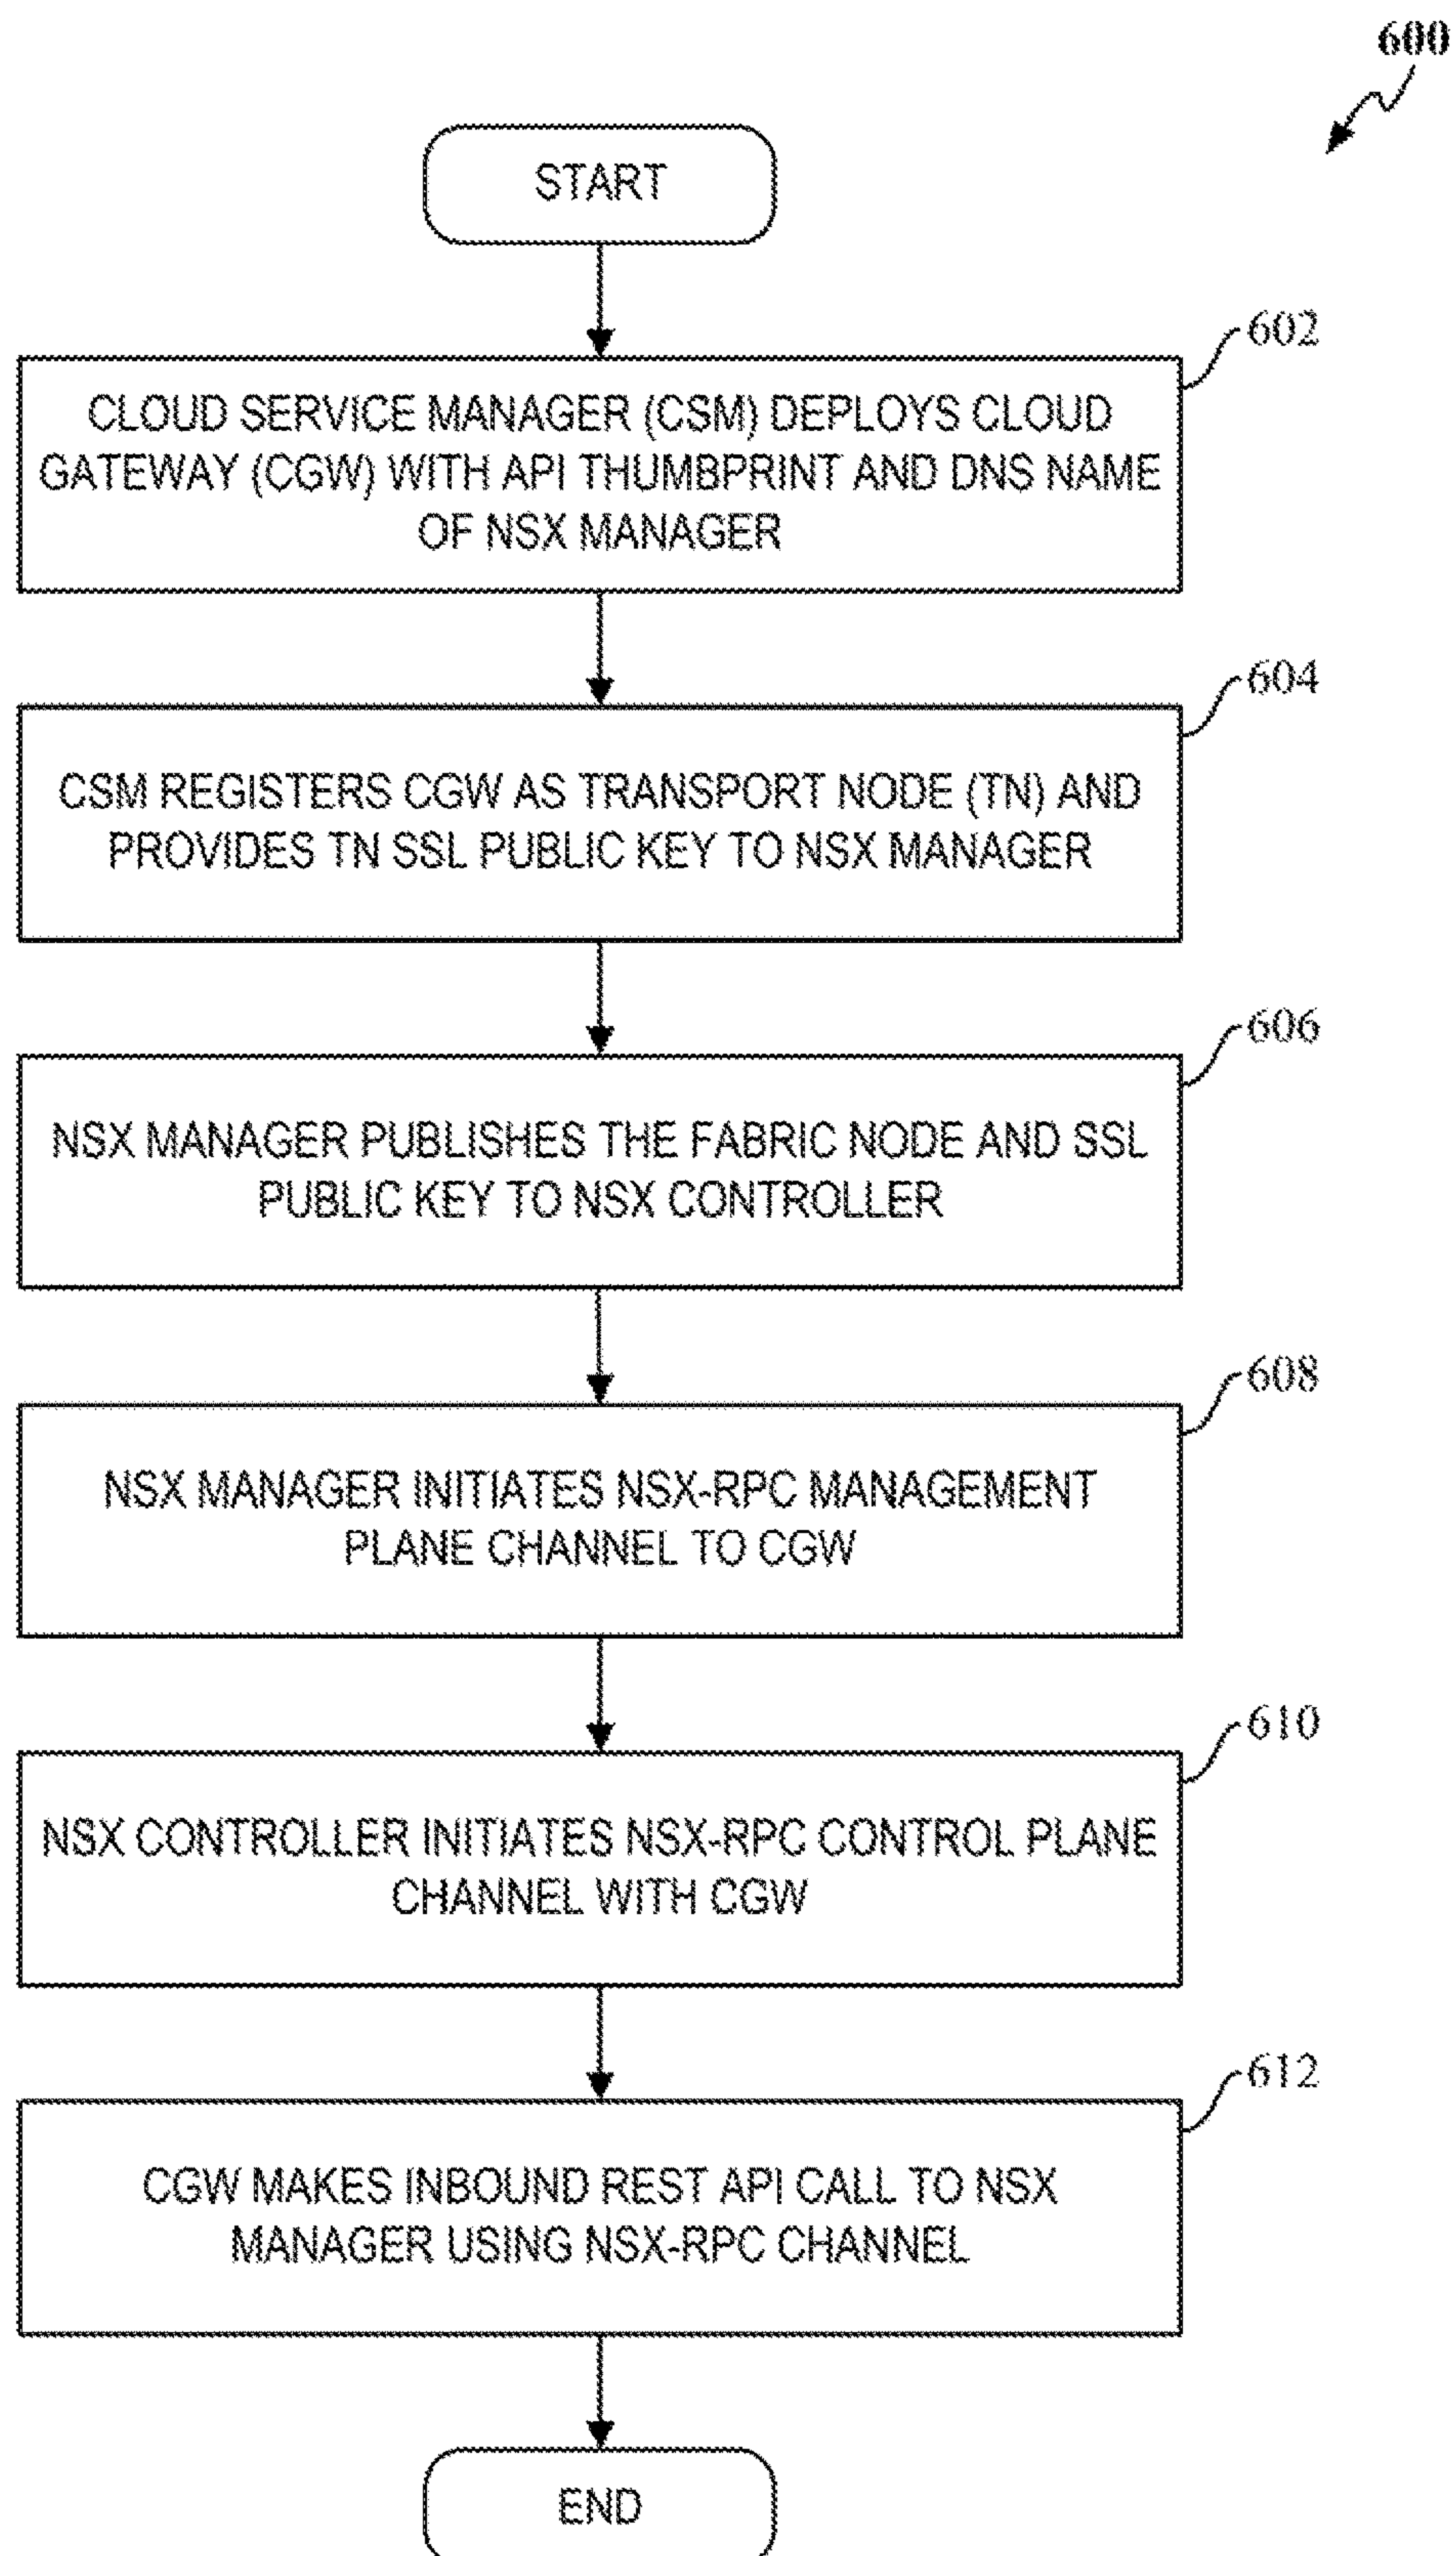 600
START
602
CLOUD SERVICE MANAGER (CSM) DEPLOYS CLOUD
GATEWAY (CGW) WITH API THUMBPRINT AND DNS NAME
OF NSX MANAGER
604
CSM REGISTERS CGW AS TRANSPORT NODE (TN) AND
PROVIDES TN SSL PUBLIC KEY TO NSX MANAGER
606
NSX MANAGER PUBLISHES THE FABRIC NODE AND SSL
PUBLIC KEY TO NSX CONTROLLER
608
NSX MANAGER INITIATES NSX-RPC MANAGEMENT
PLANE CHANNEL TO CGW
610
NSX CONTROLLER INITIATES NSX-RPC CONTROL PLANE
CHANNEL WITH CGW
612
CGW MAKES INBOUND REST API CALL TO NSX
MANAGER USING NSX-RPC CHANNEL
END